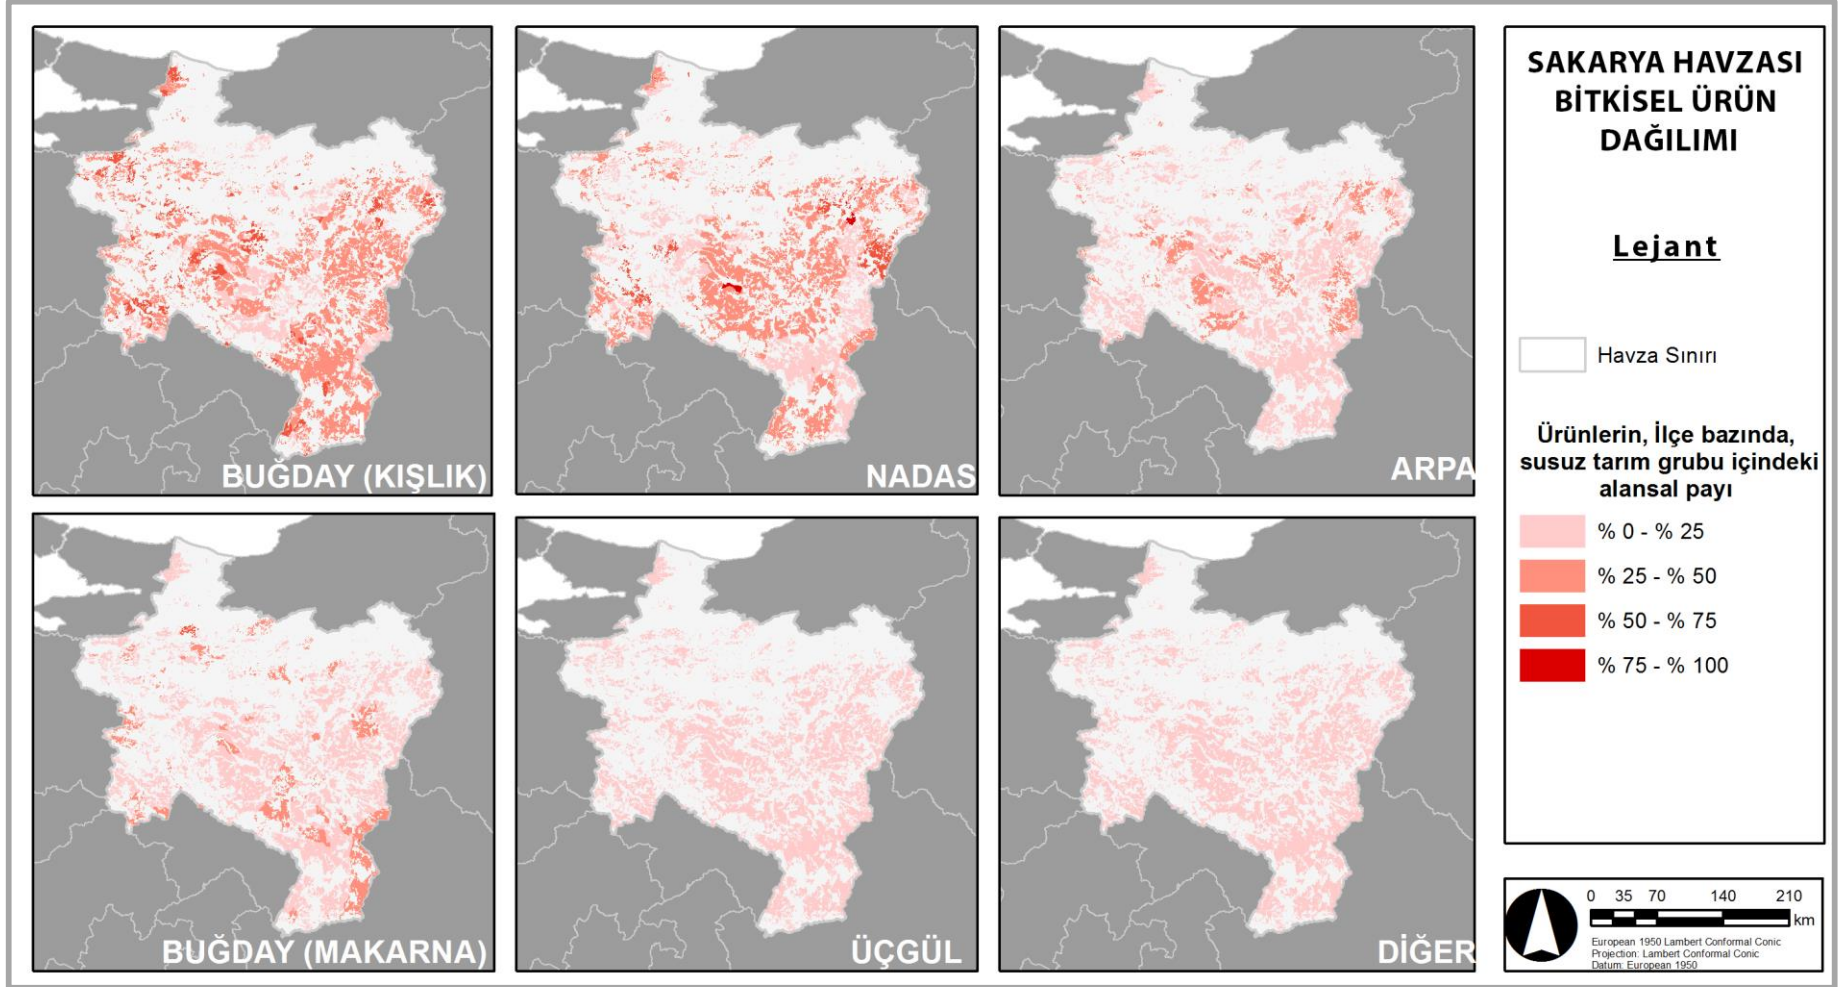 BUĞDAY (KIŞLIK)
NADAS
ARPA
BUĞDAY (MAKARNA)
ÜÇGÜL
DİĞER
SAKARYA HAVZASI
BİTKİSEL ÜRÜN
DAĞILIMI
Lejant
Havza Sınırı
Ürünlerin, İlçe bazında,
susuz tarım grubu içindeki
alansal payı
% 0 - % 25
% 25 - % 50
% 50 - % 75
% 75 - % 100
0 35 70 140 210
km
European 1950 Lambert Conformal Conic
Projection: Lambert Conformal Conic
Datum: European 1950